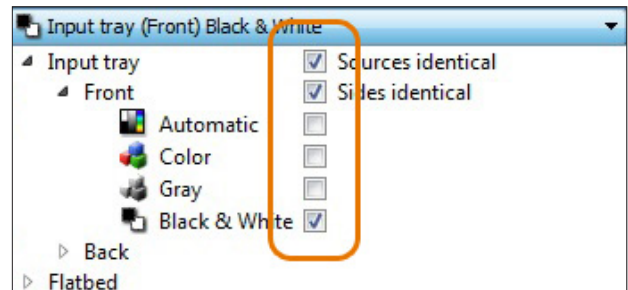 Input tray (Front) Black & White
Input tray Sources identical
Front Sides identical
Automatic
Color
Gray
Black & White
Back
Flatbed